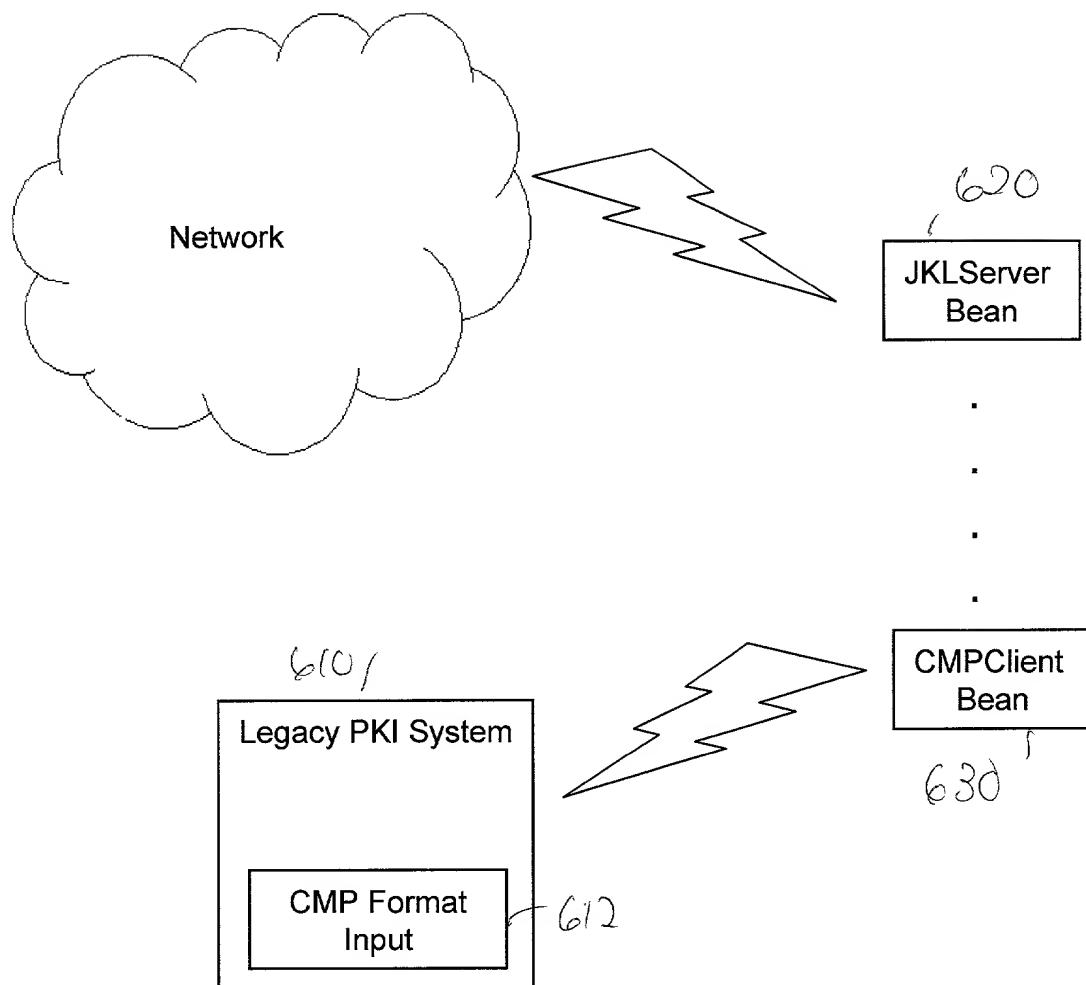 620
Network
JKLServer
Bean
610
Legacy PKI System
CMPClient
Bean
630
CMP Format
Input
612